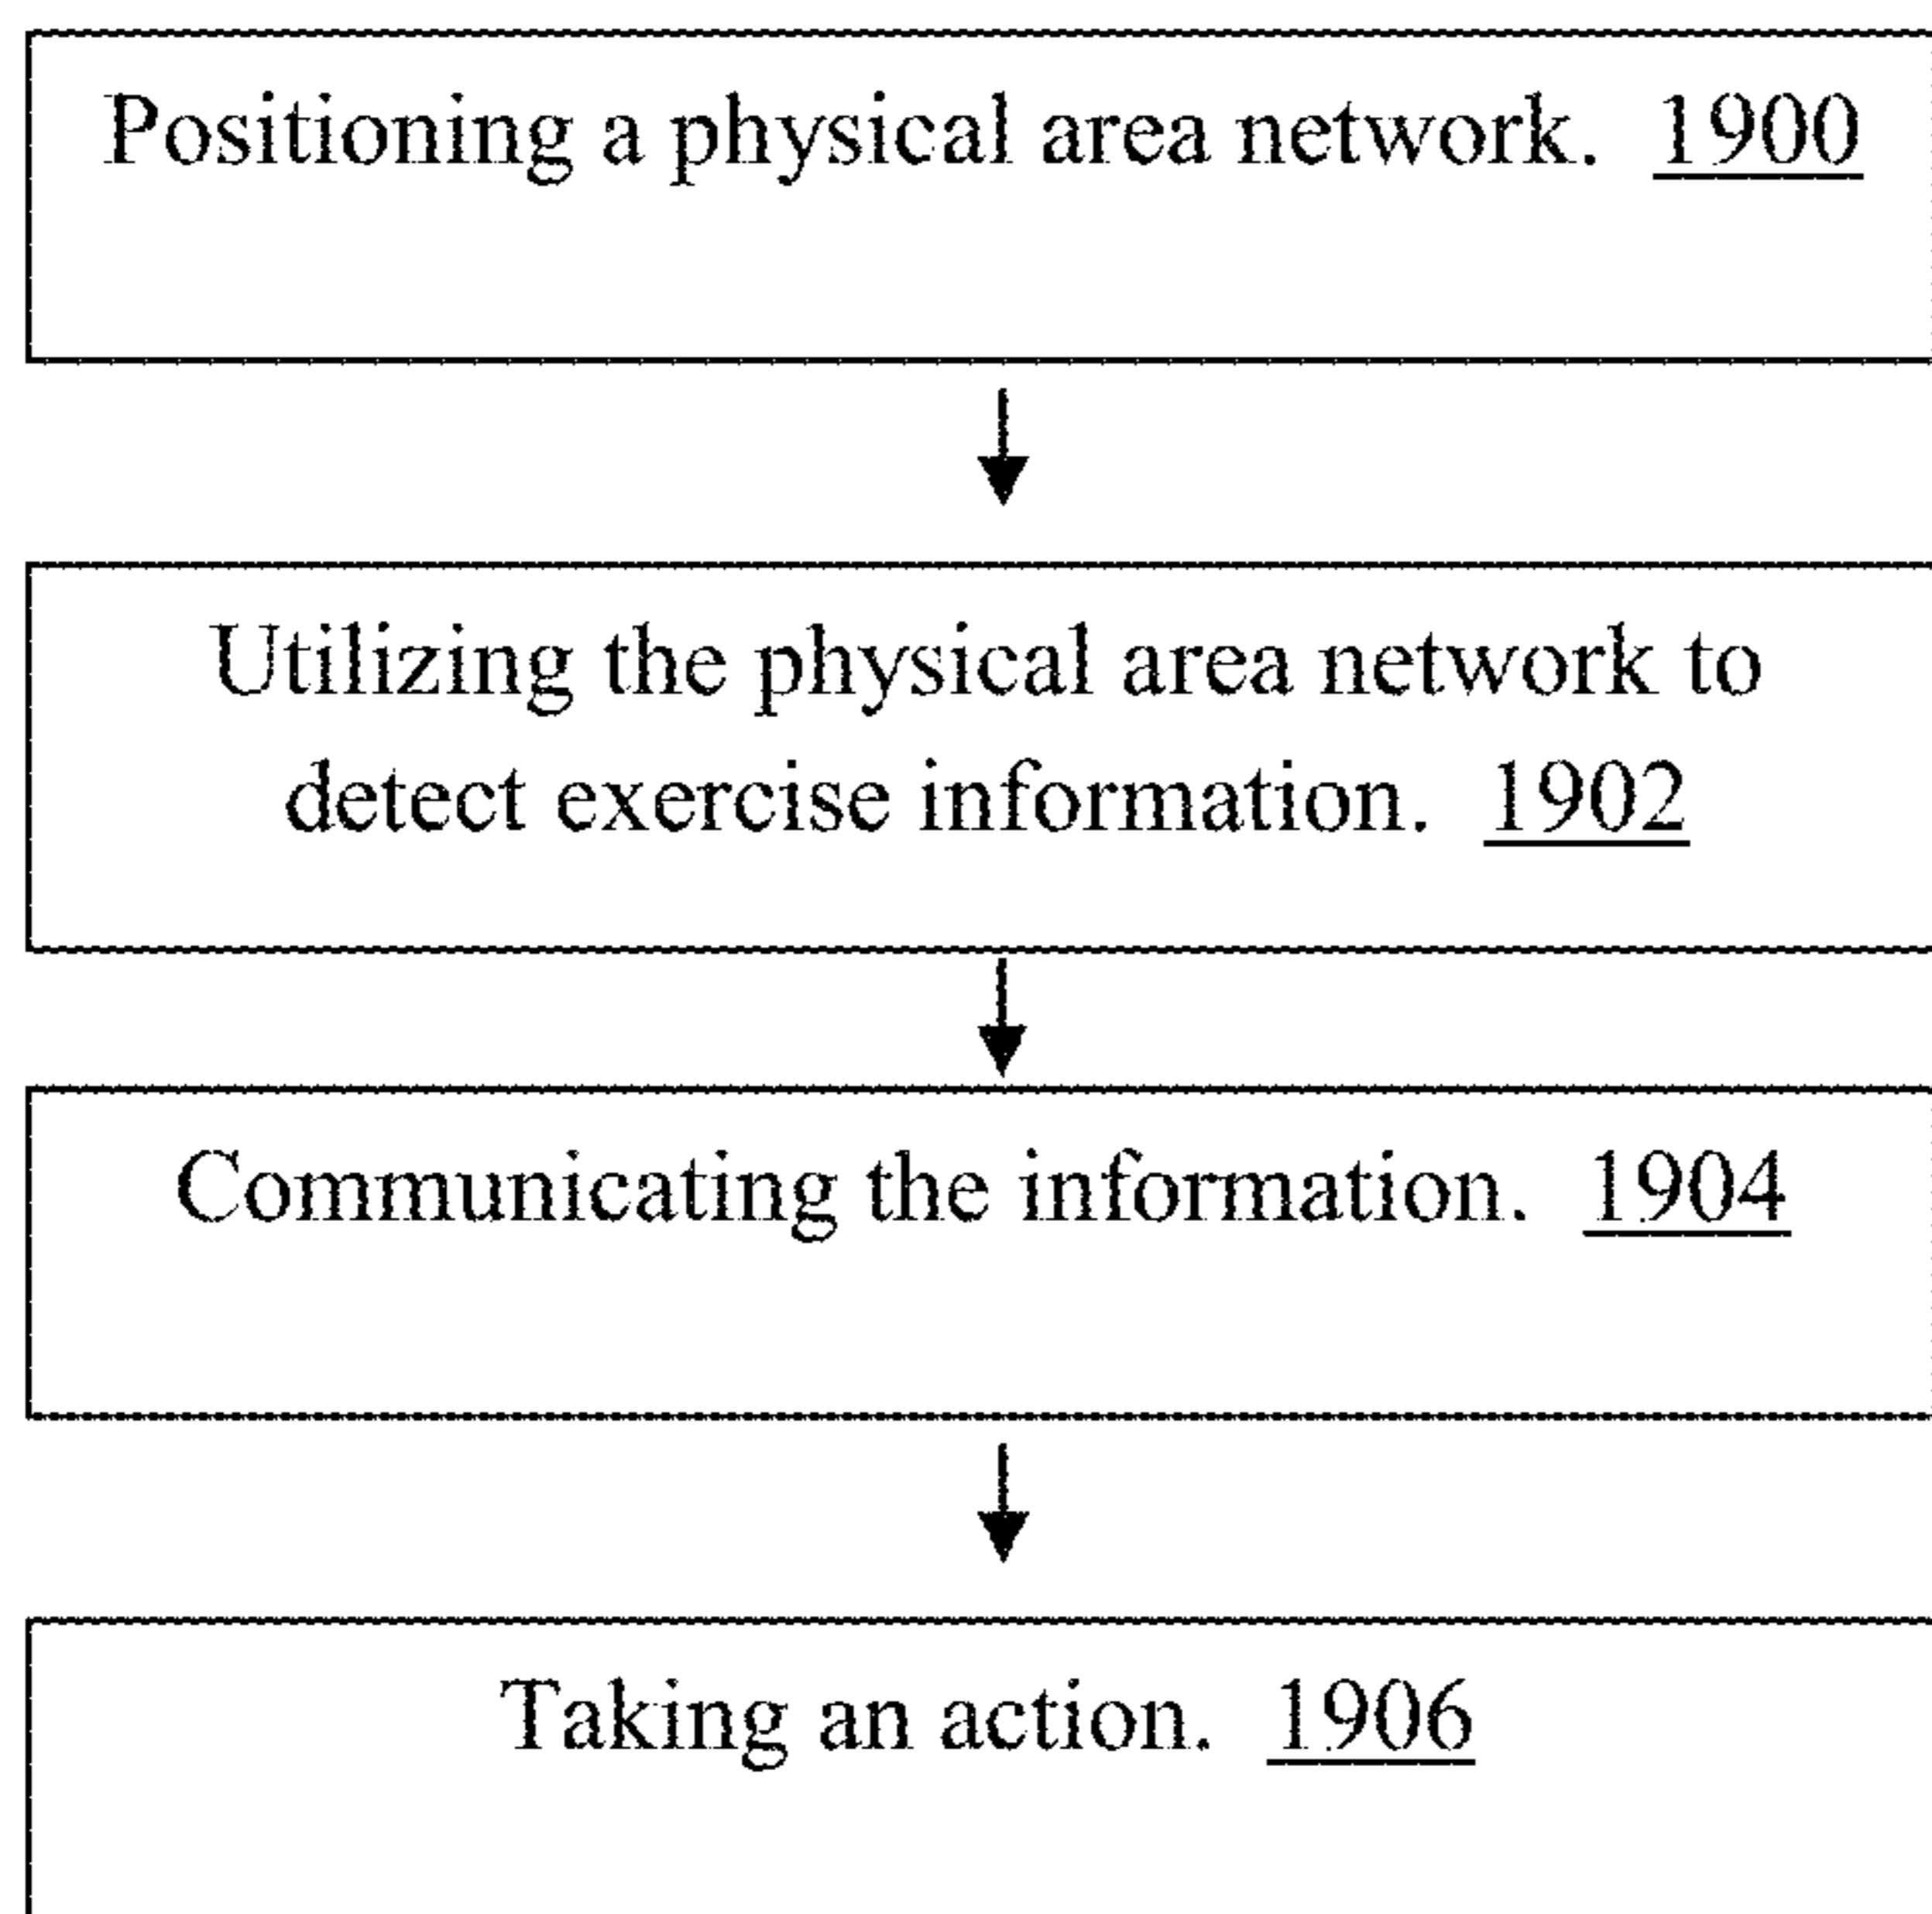 Positioning a physical area network. 1900
Utilizing the physical area network to
detect exercise information. 1902
Communicating the information. 1904
Taking an action. 1906